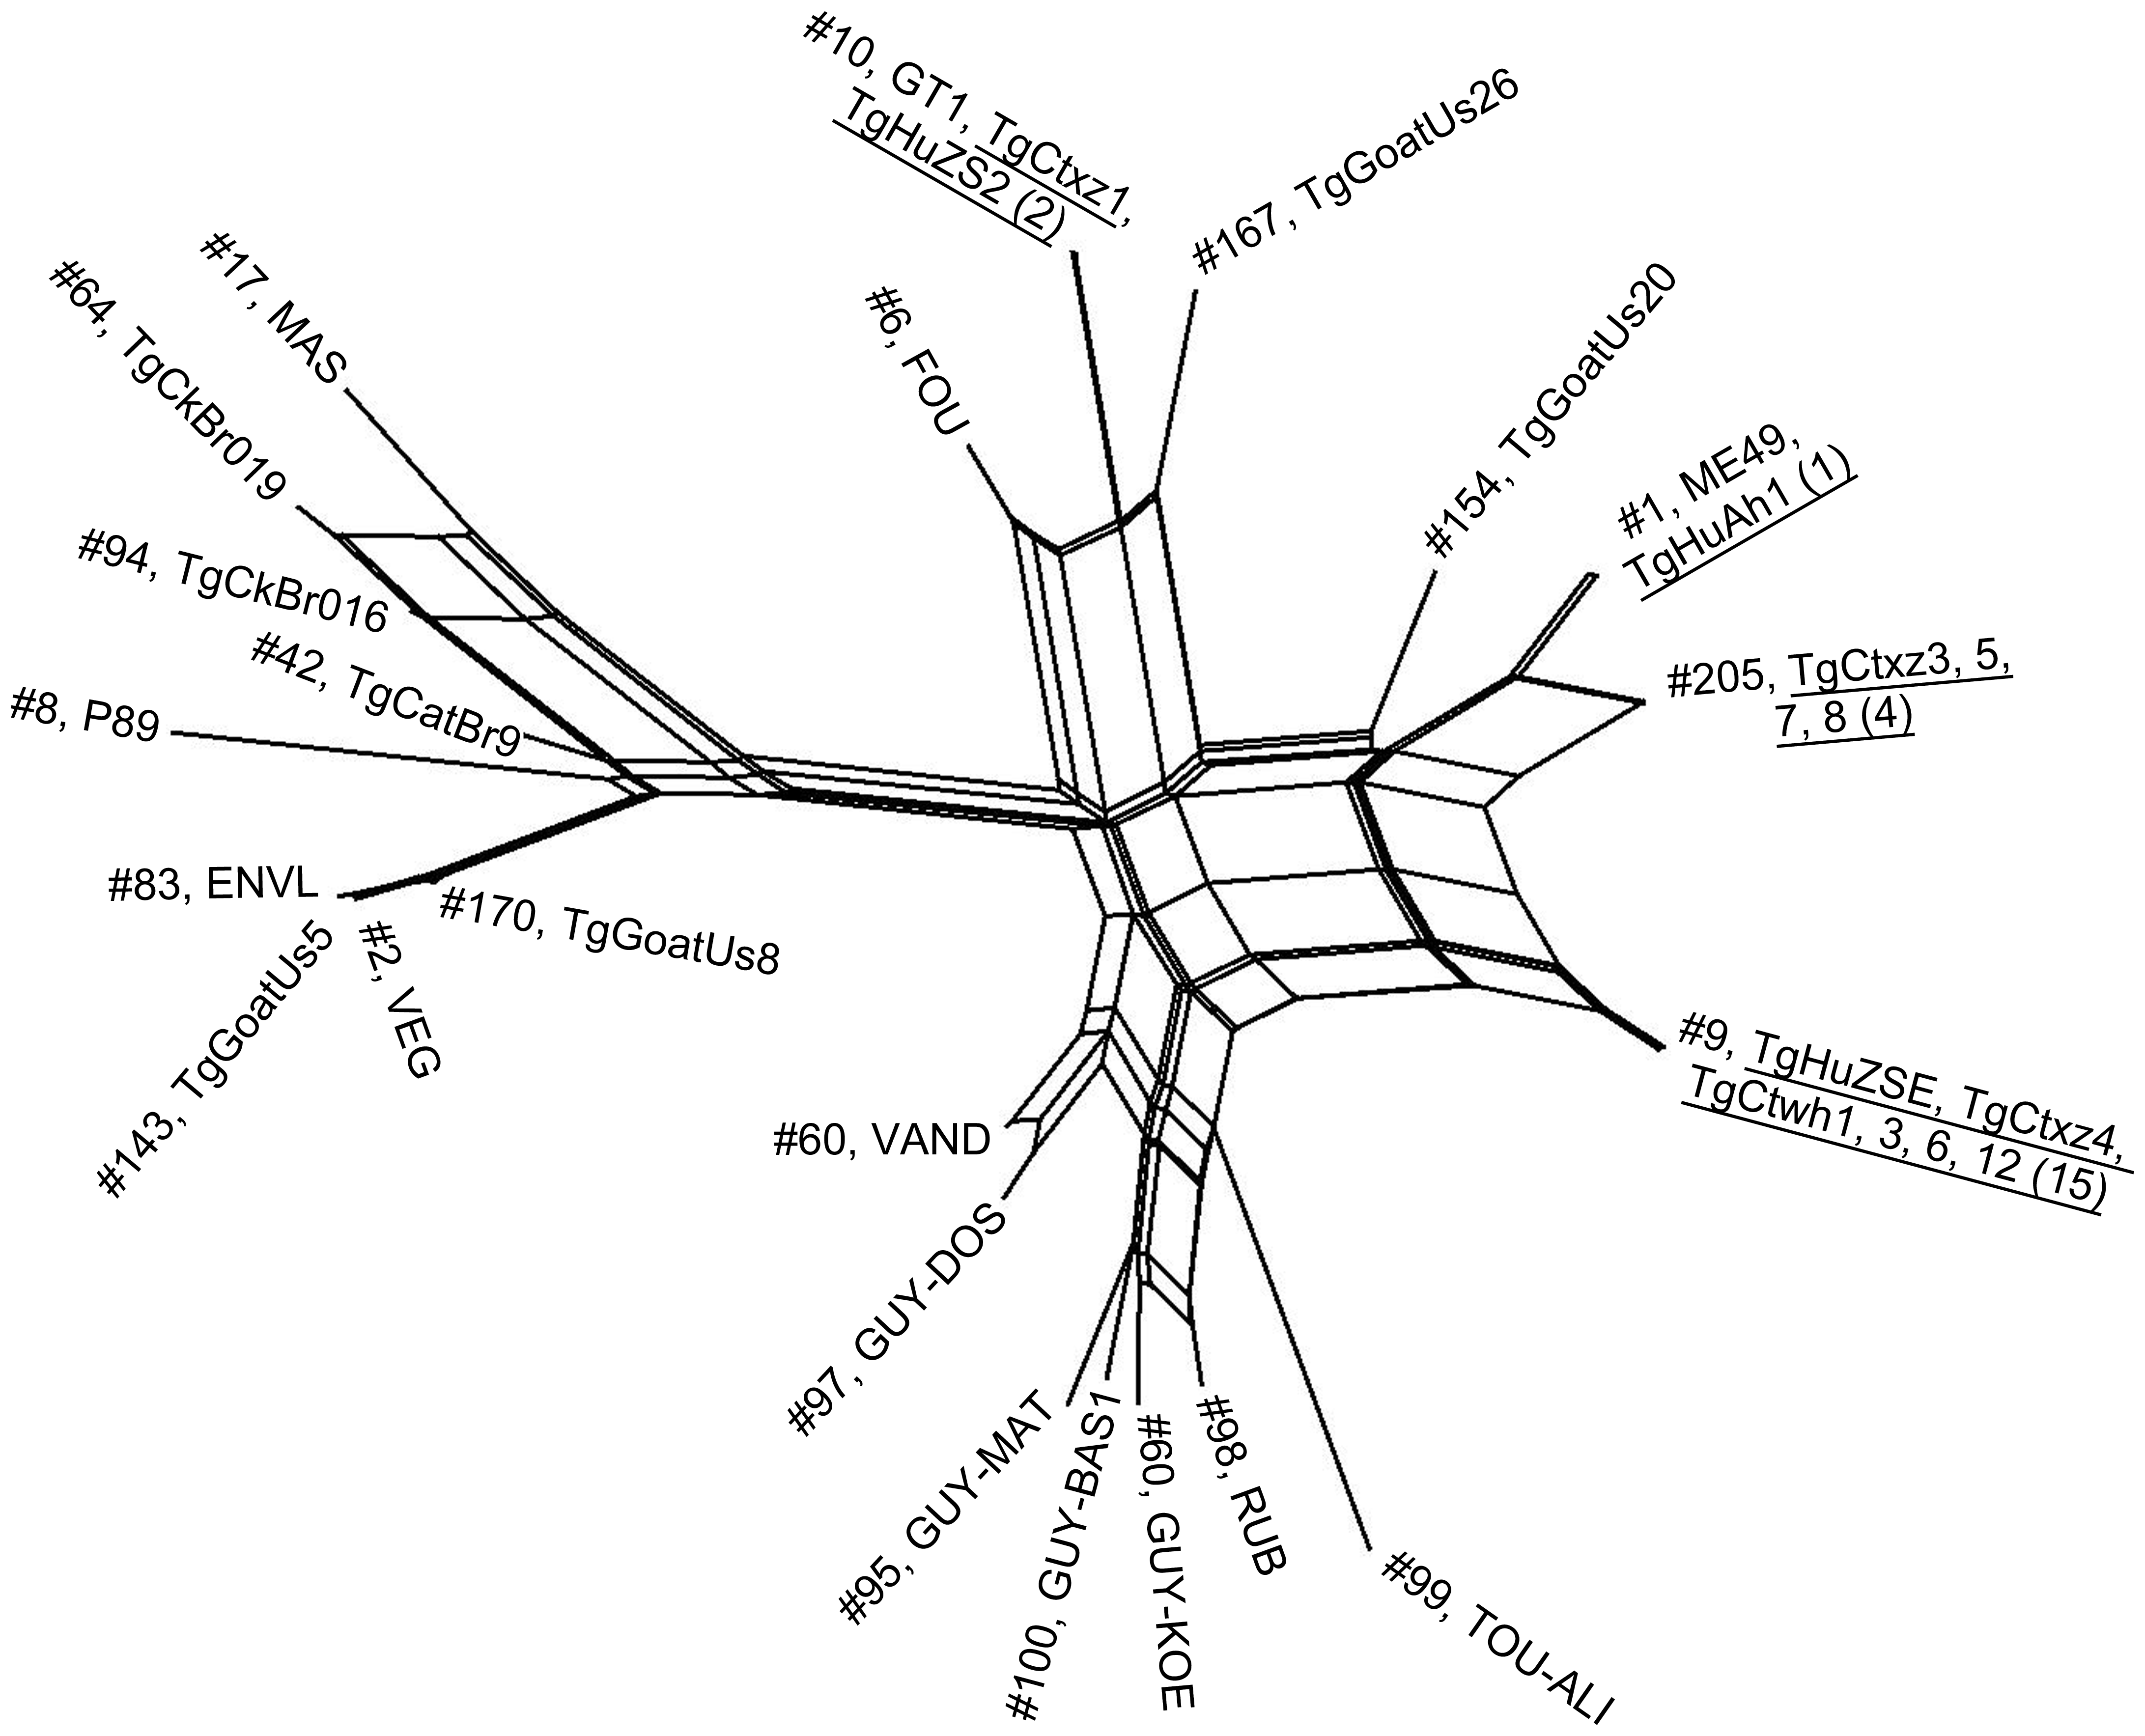 #10, GT1, TgCtxz1,
TgHuZS2 (2)
#167, TgGoatUs26
#6, FOU
#17, MAS
#64, TgCkBr019
#154, TgGoatUs20
#1, ME49,
TgHuAh1 (1)
#94, TgCkBr016
#42, TgCatBr9
#205, TgCtxz3, 5,
7, 8 (4)
#8, P89
#83, ENVL
#170, TgGoatUs8
#143, TgGoatUs5
#2, VEG
#9, TgHuZSE, TgCtxz4,
TgCtwh1, 3, 6, 12 (15)
#60, VAND
#97, GUY-DOS
#95, GUY-MAT
#100, GUY-BAS1
#60, GUY-KOE
#98, RUB
#99, TOU-ALI